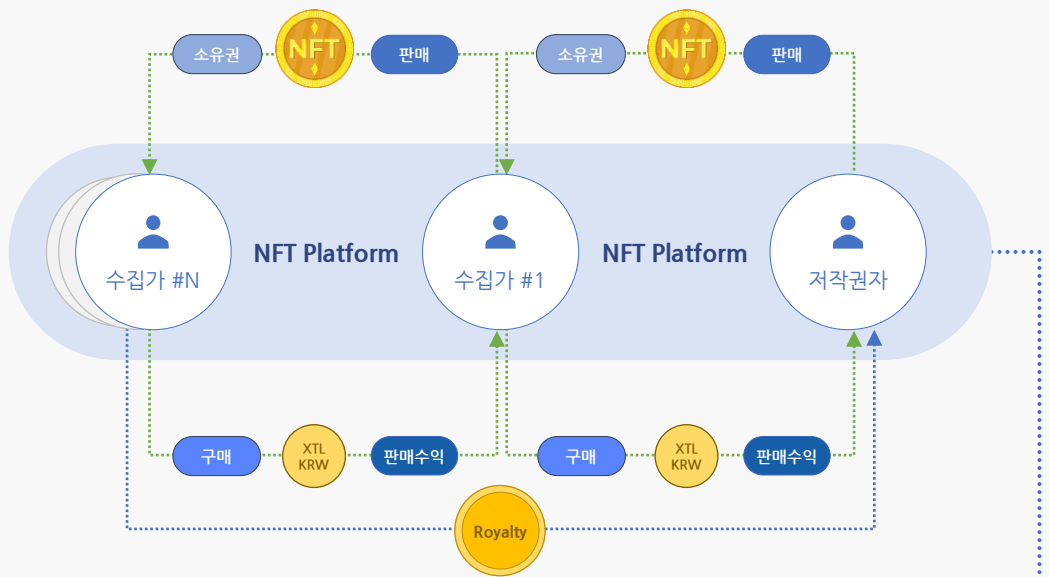 소유권
NFT
판매
소유권
NFT
판매
수집가 #N
NFT Platform
수집가 #1
NFT Platform
저작권자
구매
XTL
KRW
판매수익
구매
XTL
KRW
판매수익
Royalty